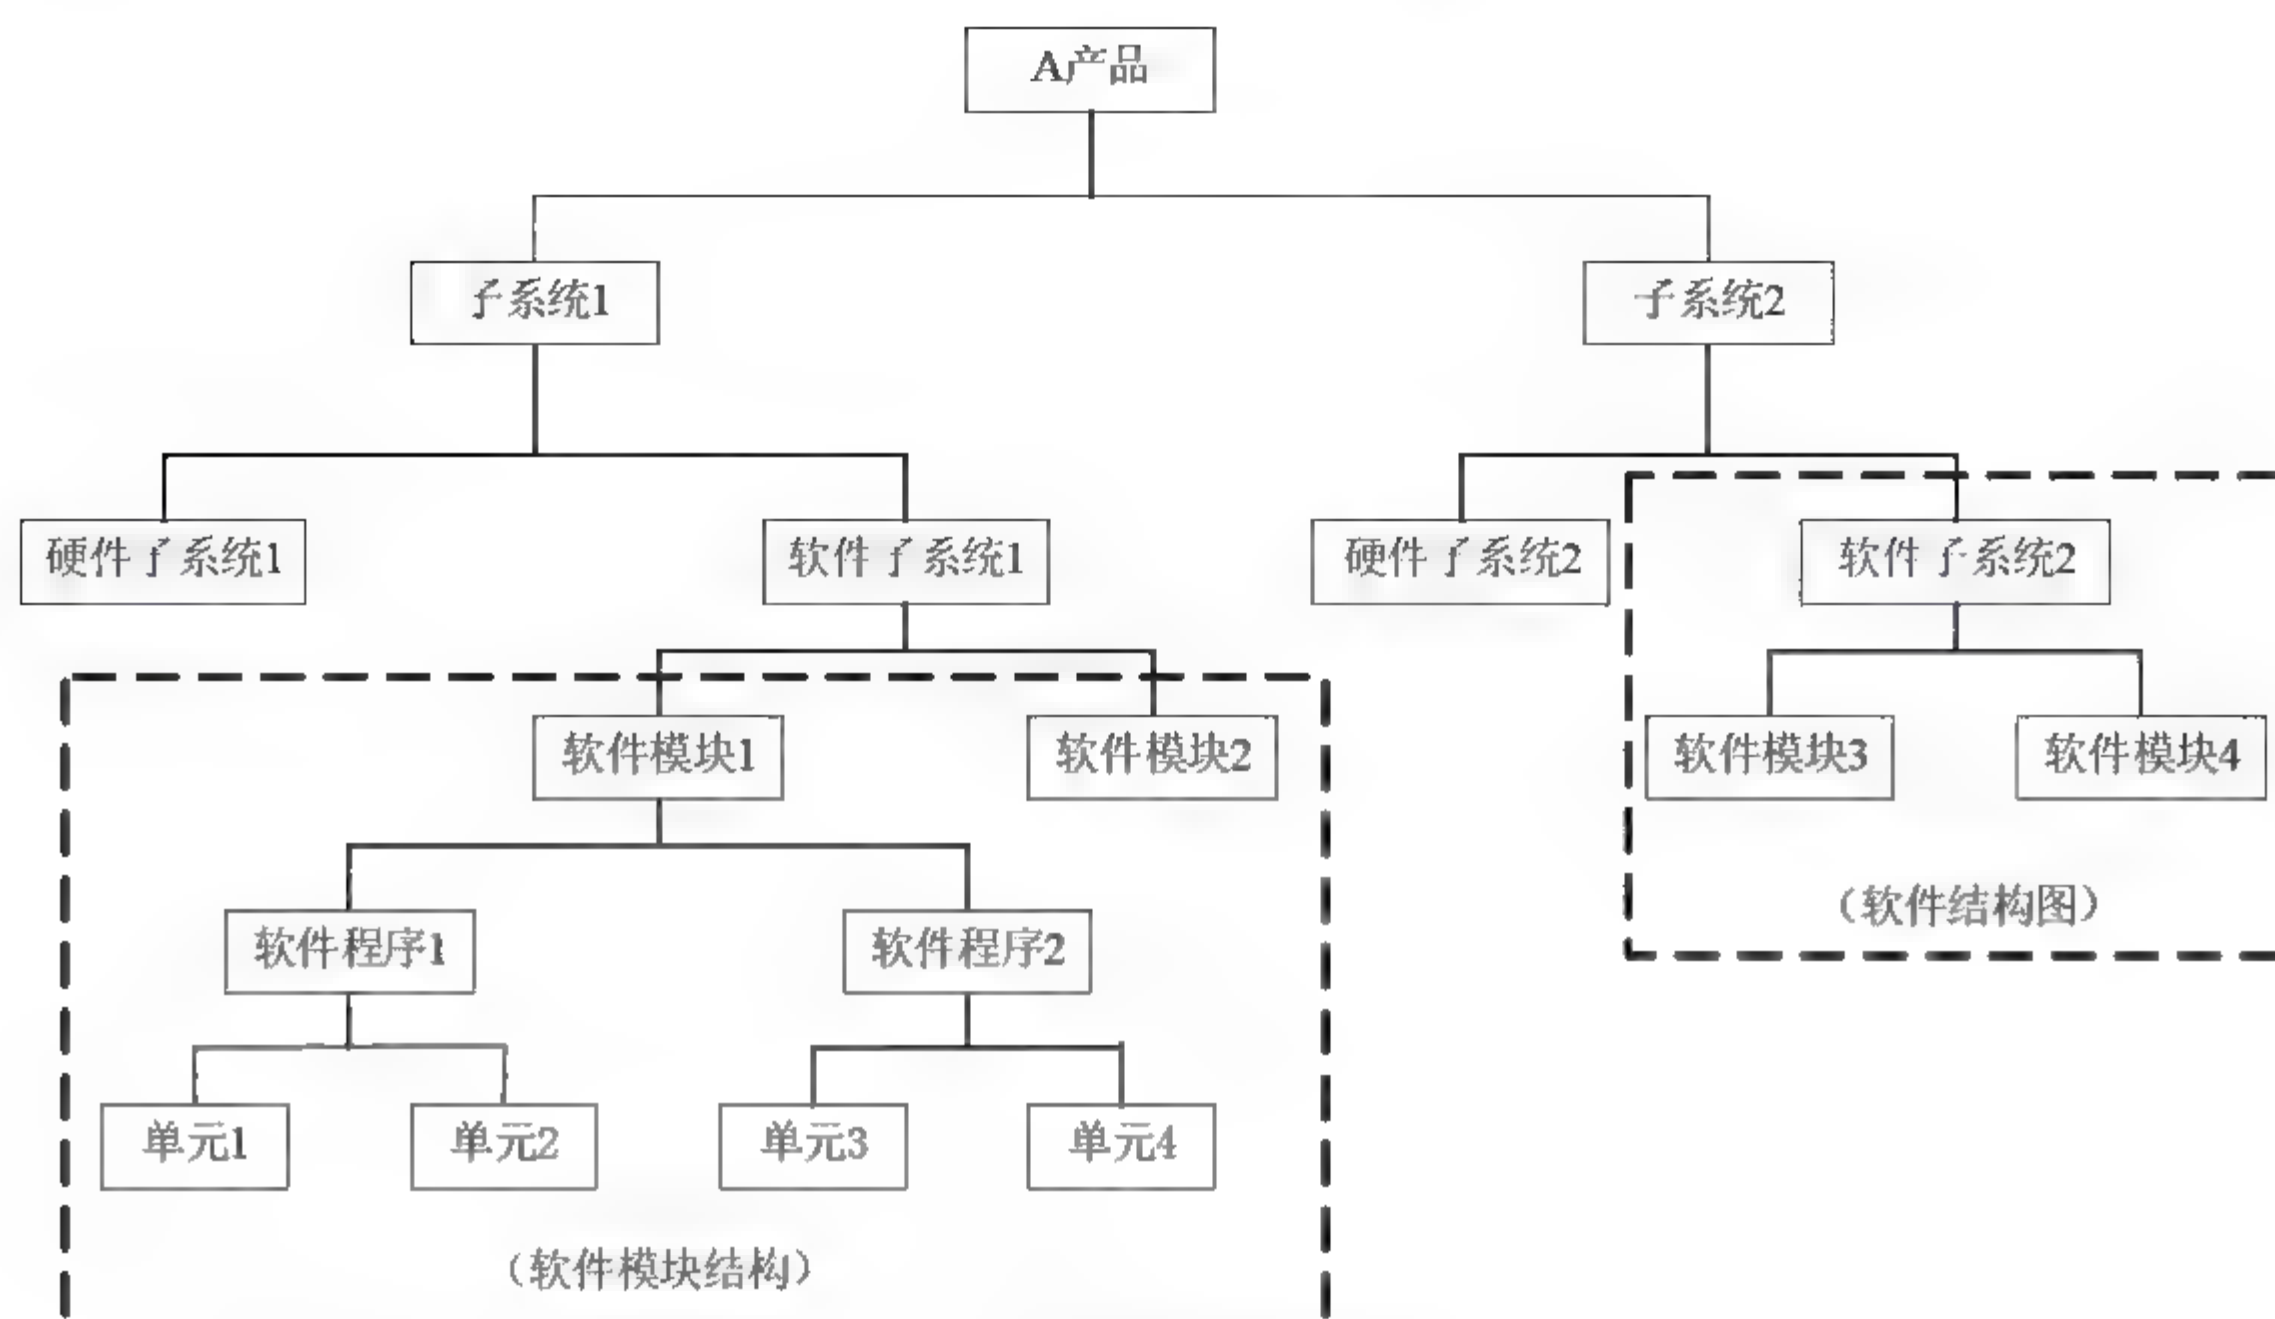 A产品
子系统1
子系统2
硬件子系统1
软件子系统1
硬件子系统2
软件子系统2
软件模块1
软件模块2
软件模块3
软件模块4
软件程序1
软件程序2
(软件结构图)
单元1
单元2
单元3
单元4
(软件模块结构)